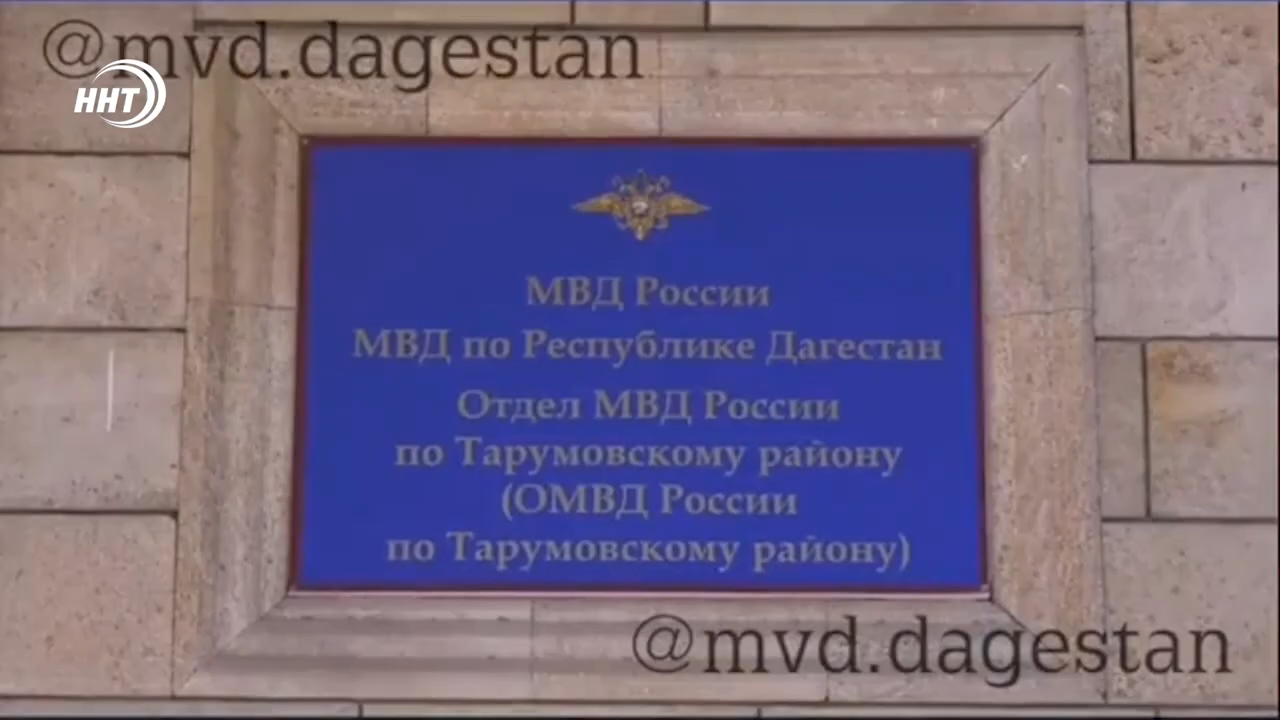 @mvd.dagestan
ННТ
МВД России
МВД по Республике Дагестан
Отдел МВД России
по Тарумовскому району
(ОМВД России
по Тарумовскому району)
@mvd.dagestan